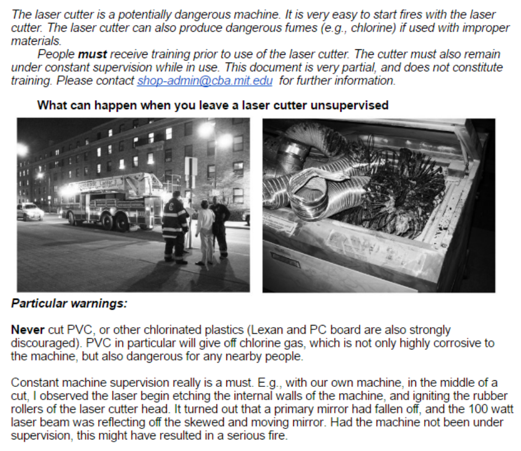 The laser cutter is a potentially dangerous machine. It is very easy to start fires with the laser
cutter. The laser cutter can also produce dangerous fumes (e.g., chlorine) if used with improper
materials.
People must receive training prior to use of the laser cutter. The cutter must also remain
under constant supervision while in use. This document is very partial, and does not constitute
training. Please contact shop-admin@cba.mit.edu for further information.
What can happen when you leave a laser cutter unsupervised
Particular warnings:
Never cut PVC, or other chlorinated plastics (Lexan and PC board are also strongly
discouraged). PVC in particular will give off chlorine gas, which is not only highly corrosive to
the machine, but also dangerous for any nearby people.
Constant machine supervision really is a must. E.g., with our own machine, in the middle of a
cut, I observed the laser begin etching the internal walls of the machine, and igniting the rubber
rollers of the laser cutter head. It turned out that a primary mirror had fallen off, and the 100 watt
laser beam was reflecting off the skewed and moving mirror. Had the machine not been under
supervision, this might have resulted in a serious fire.